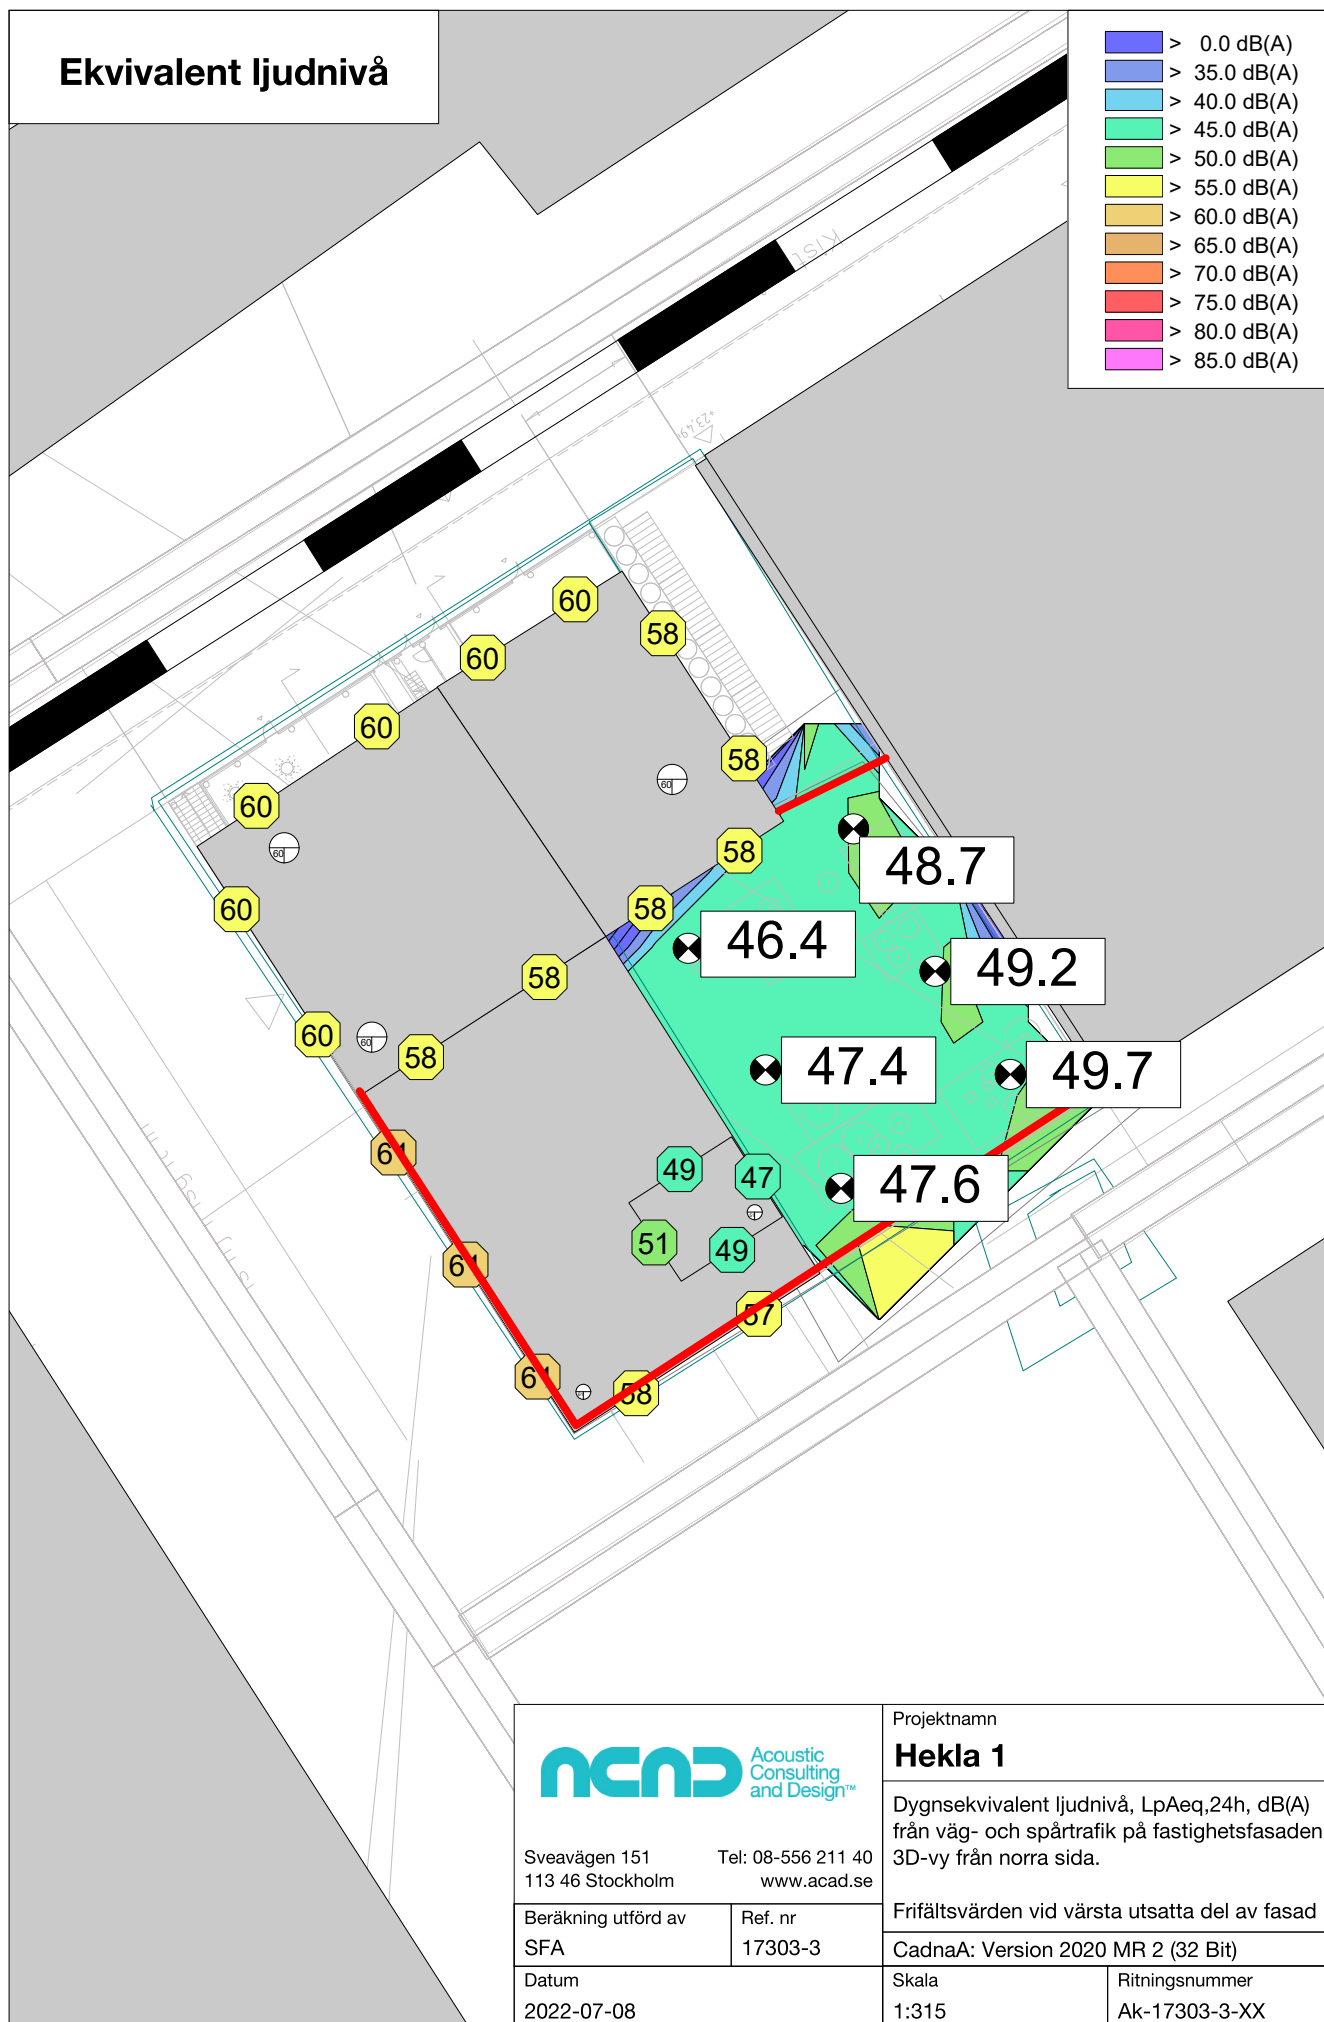 Ekvivalent ljudnivå
> 0.0 dB(A)
> 35.0 dB(A)
> 40.0 dB(A)
> 45.0 dB(A)
> 50.0 dB(A)
> 55.0 dB(A)
> 60.0 dB(A)
> 65.0 dB(A)
> 70.0 dB(A)
> 75.0 dB(A)
> 80.0 dB(A)
> 85.0 dB(A)
Kist
+23,49
60
58
60
60
58
60
60
60
58
48.7
58
60
46.4
58
49.2
60
60
58
47.4
49.7
49
47
47.6
51
49
57
58
acad
Acoustic
Consulting
and Design™
Sveavägen 151
113 46 Stockholm
Tel: 08-556 211 40
www.acad.se
Beräkning utförd av
SFA
Ref. nr
17303-3
Datum
2022-07-08
Projektnamn
Hekla 1
Dygnsekvivalent ljudnivå, LpAeq,24h, dB(A)
från väg- och spårtrafik på fastighetsfasaden
3D-vy från norra sida.
Frifältsvärden vid värsta utsatta del av fasad
CadnaA: Version 2020 MR 2 (32 Bit)
Skala
1:315
Ritningsnummer
Ak-17303-3-XX